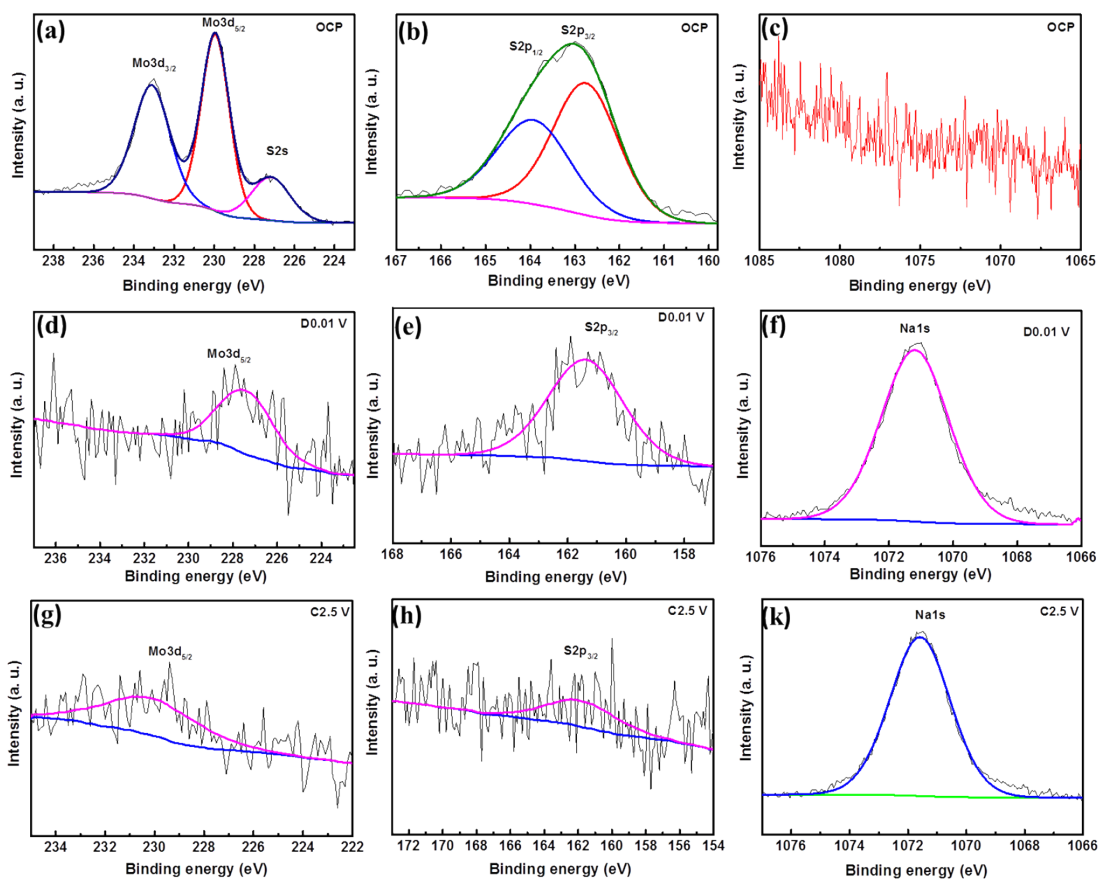 (a)
OCP
Mo3d5/2
Mo3d3/2
S2s
Intensity (a. u.)
238 236 234 232 230 228 226 224
Binding energy (eV)
(b)
OCP
S2p3/2
S2p1/2
Intensity (a. u.)
167 166 165 164 163 162 161 160
Binding energy (eV)
(c)
OCP
Intensity (a. u.)
1085 1080 1075 1070 1065
Binding energy (eV)
(d)
D0.01 V
Mo3d5/2
Intensity (a. u.)
236 234 232 230 228 226 224
Binding energy (eV)
(e)
D0.01 V
S2p3/2
Intensity (a. u.)
168 166 164 162 160 158
Binding energy (eV)
(f)
Na1s
D0.01 V
Intensity (a. u.)
1076 1074 1072 1070 1068 1066
Binding energy (eV)
(g)
C2.5 V
Mo3d5/2
Intensity (a. u.)
234 232 230 228 226 224 222
Binding energy (eV)
(h)
C2.5 V
S2p3/2
Intensity (a. u.)
172 170 168 166 164 162 160 158 156 154
Binding energy (eV)
(k)
Na1s
C2.5 V
Intensity (a. u.)
1076 1074 1072 1070 1068 1066
Binding energy (eV)